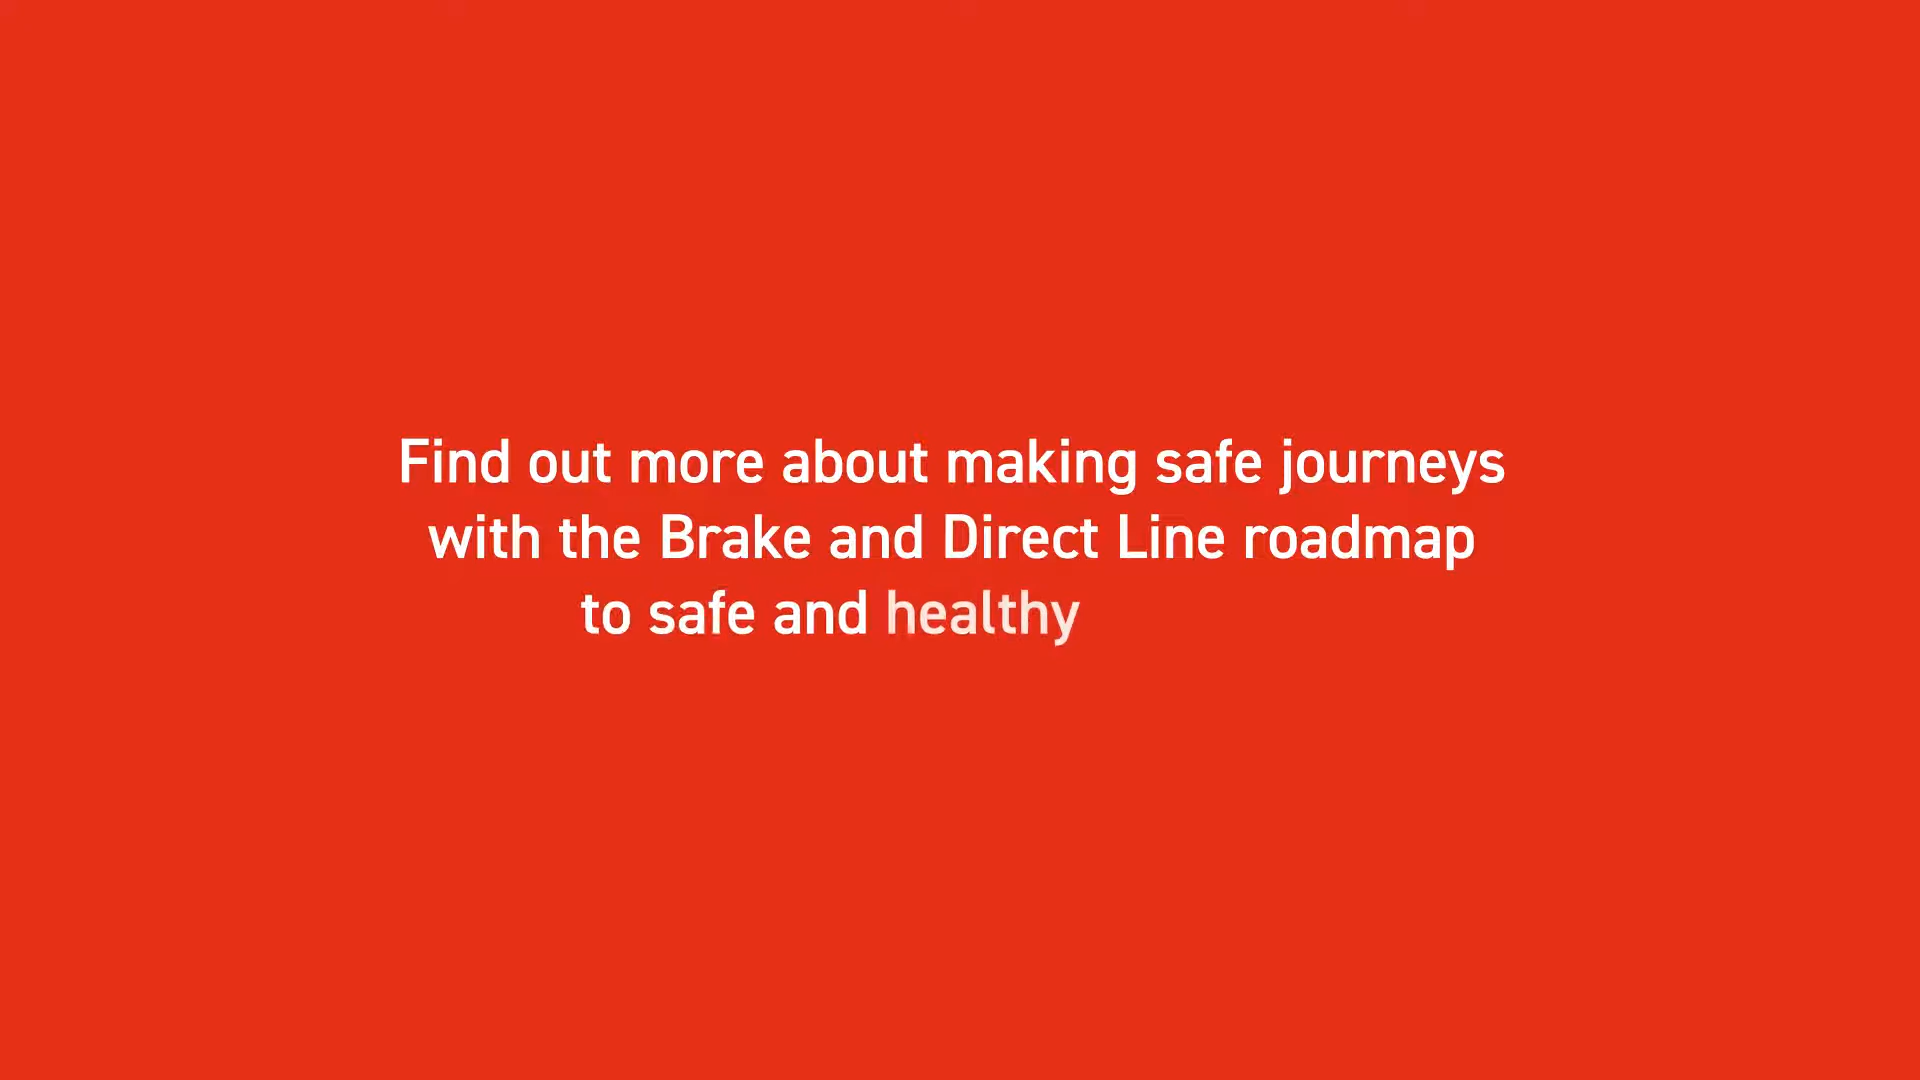 Find out more about making safe journeys
with the Brake and Direct Line roadmap
to safe and healthy